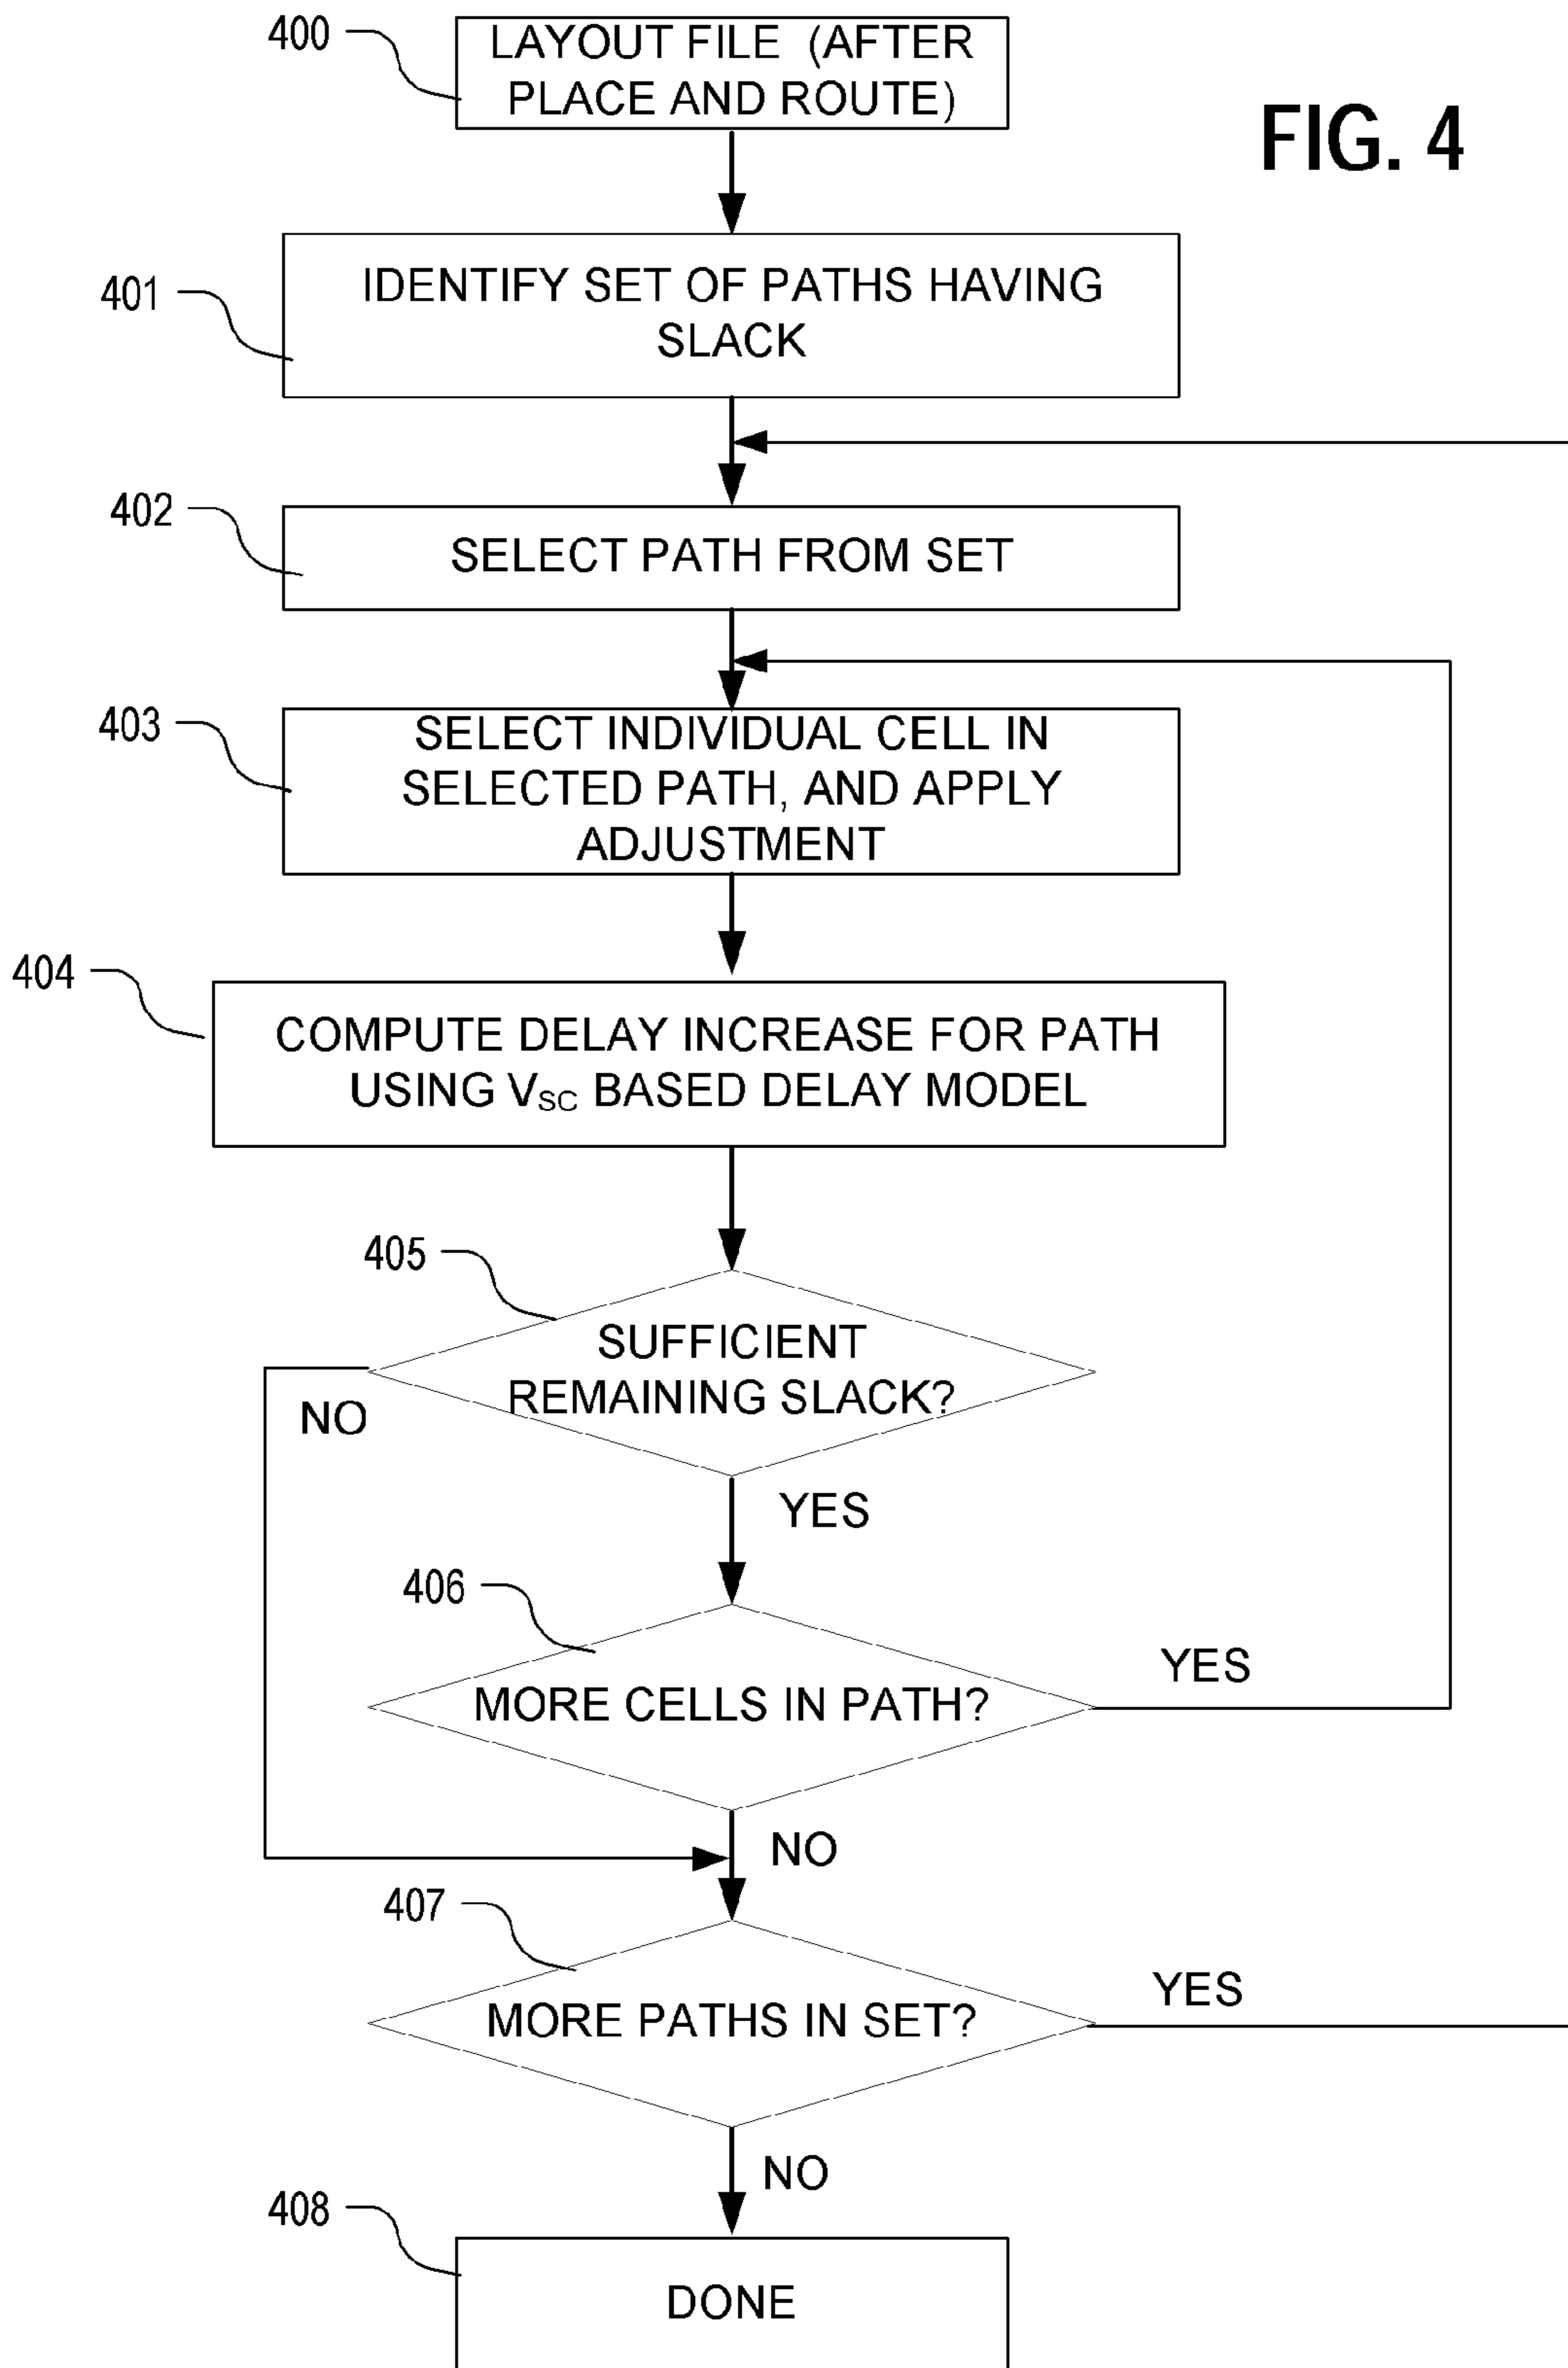 400
LAYOUT FILE (AFTER
PLACE AND ROUTE)
FIG. 4
401
IDENTIFY SET OF PATHS HAVING
SLACK
402
SELECT PATH FROM SET
403
SELECT INDIVIDUAL CELL IN
SELECTED PATH, AND APPLY
ADJUSTMENT
404
COMPUTE DELAY INCREASE FOR PATH
USING VSC BASED DELAY MODEL
405
SUFFICIENT
REMAINING SLACK?
NO
YES
406
MORE CELLS IN PATH?
YES
NO
407
MORE PATHS IN SET?
YES
NO
408
DONE